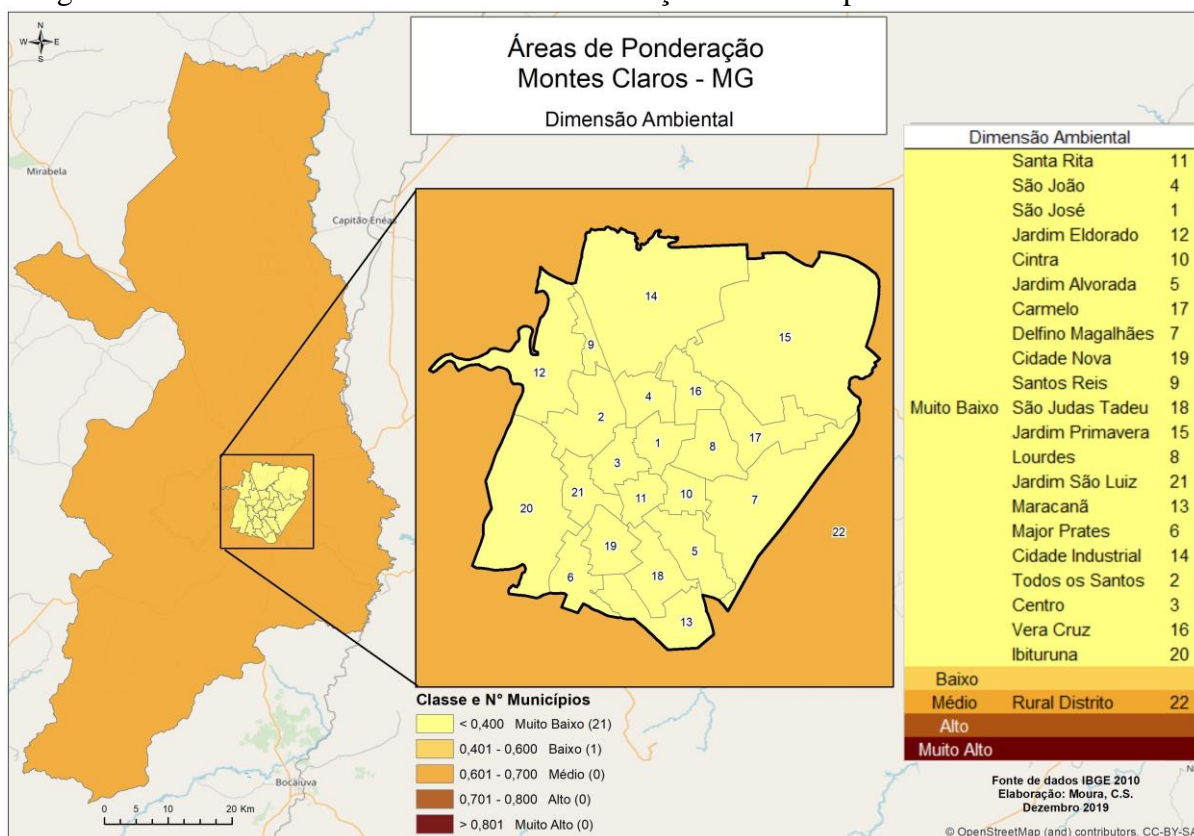 N
W E
S
Áreas de Ponderação
Montes Claros - MG
Dimensão Ambiental
Mirabela
Capitão Enéas
Bocaiuva
14
15
9
12
4
16
2
1
8
17
3
21
11
10
7
20
22
19
5
6
18
13
Dimensão Ambiental
Santa Rita 11
São João 4
São José 1
Jardim Eldorado 12
Cintra 10
Jardim Alvorada 5
Carmelo 17
Delfino Magalhães 7
Cidade Nova 19
Santos Reis 9
Muito Baixo São Judas Tadeu 18
Jardim Primavera 15
Lourdes 8
Jardim São Luiz 21
Maracanã 13
Major Prates 6
Cidade Industrial 14
Todos os Santos 2
Centro 3
Vera Cruz 16
Ibituruna 20
Baixo
Médio Rural Distrito 22
Alto
Muito Alto
Classe e N° Municípios
< 0,400 Muito Baixo (21)
0,401 - 0,600 Baixo (1)
0,601 - 0,700 Médio (0)
0,701 - 0,800 Alto (0)
> 0,801 Muito Alto (0)
0 5 10 20 Km
Fonte de dados IBGE 2010
Elaboração: Moura, C.S.
Dezembro 2019
© OpenStreetMap (and) contributors, CC-BY-SA